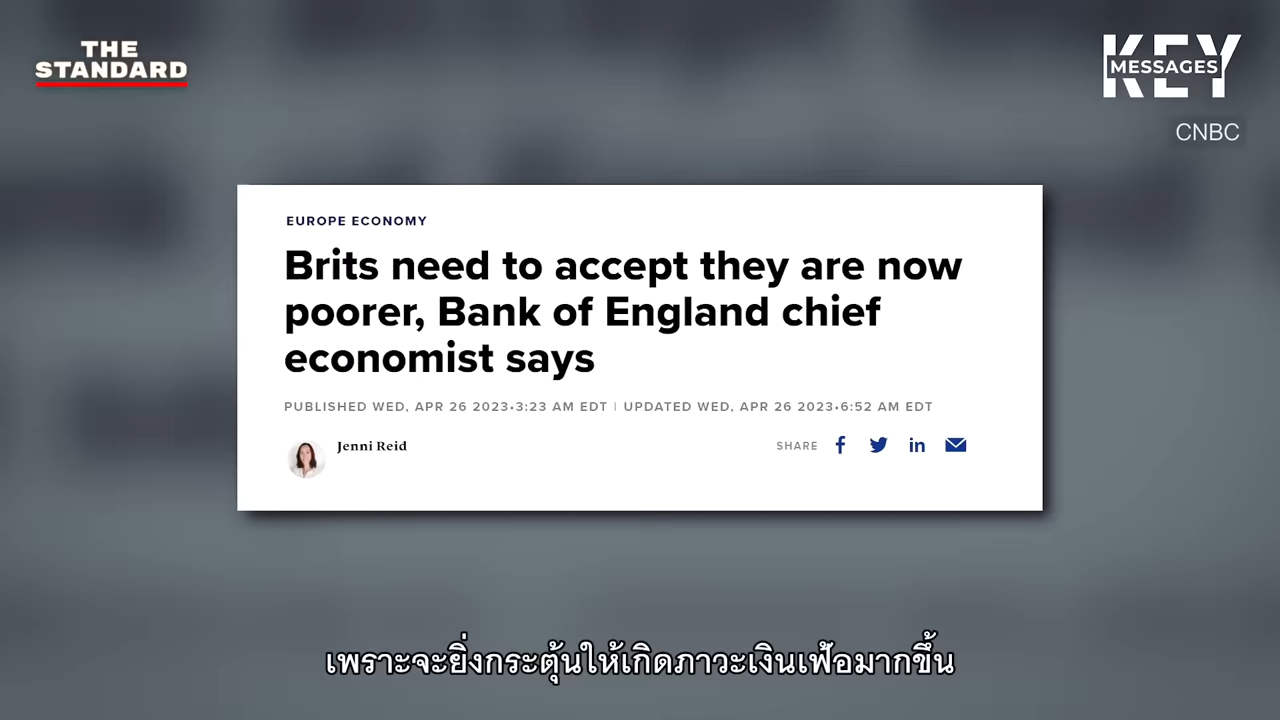 THE
STANDARD
KEY
MESSAGES
CNBC
EUROPE ECONOMY
Brits need to accept they are now
poorer, Bank of England chief
economist says
PUBLISHED WED, APR 26 2023•3:23 AM EDT | UPDATED WED, APR 26 2023•6:52 AM EDT
Jenni Reid
SHARE
เพราะจะยิ่งกระตุ้นให้เกิดภาวะเงินเฟ้อมากขึ้น